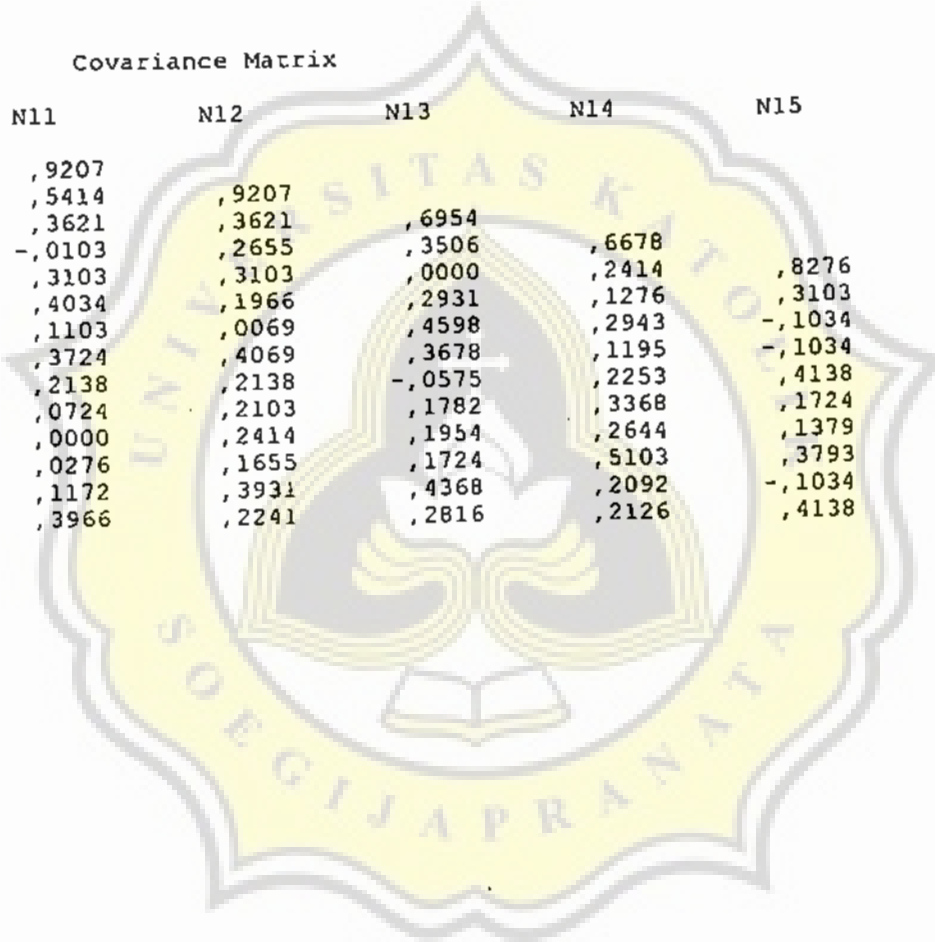 Covariance Matrix
N11 N12 N13 N14 N15
,9207
,5414 ,9207
,3621 ,3621 ,6954
-,0103 ,2655 ,3506 ,6678
,3103 ,3103 ,0000 ,2414 ,8276
,4034 ,1966 ,2931 ,1276 ,3103
,1103 ,0069 ,4598 ,2943 -,1034
,3724 ,4069 ,3678 ,1195 -,1034
,2138 ,2138 -,0575 ,2253 ,4138
,0724 ,2103 ,1782 ,3368 ,1724
,0000 ,2414 ,1954 ,2644 ,1379
,0276 ,1655 ,1724 ,5103 ,3793
,1172 ,3931 ,4368 ,2092 -,1034
,3966 ,2241 ,2816 ,2126 ,4138
UNIVERSITAS KATOLIK
SOEGIJAPRANATA